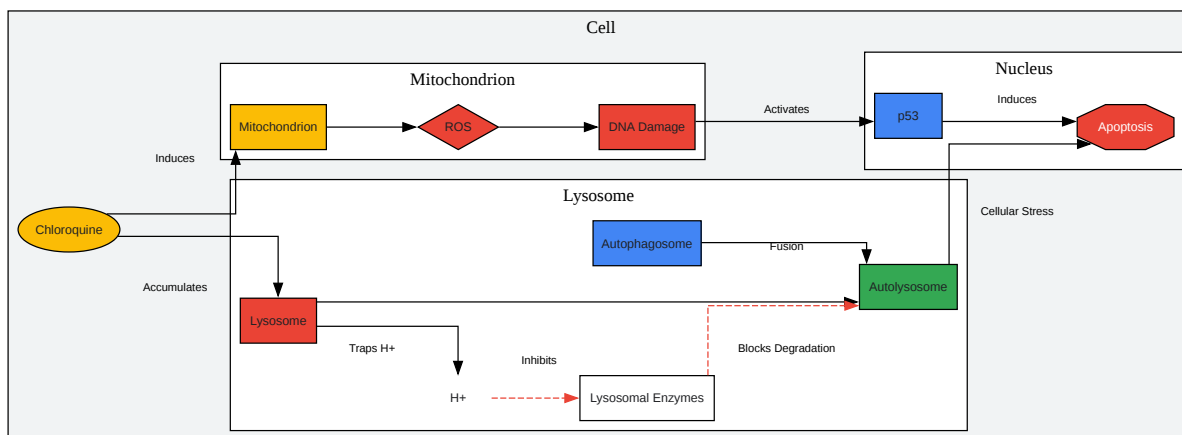 Cell
Mitochondrion
Nucleus
Mitochondrion
ROS
DNA Damage
Activates
p53
Induces
Apoptosis
Induces
Lysosome
Chloroquine
Cellular Stress
Autophagosome
Fusion
Accumulates
Autolysosome
Lysosome
Traps H+
Inhibits
Blocks Degradation
H+
Lysosomal Enzymes